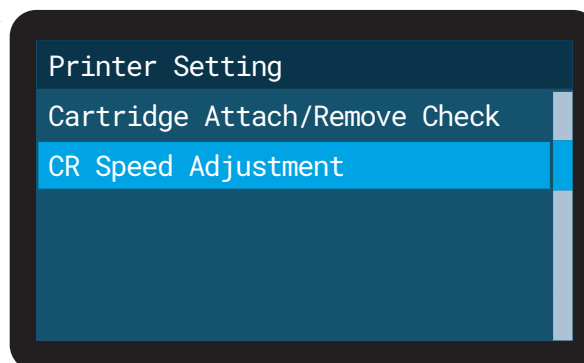 Printer Setting
Cartridge Attach/Remove Check
CR Speed Adjustment